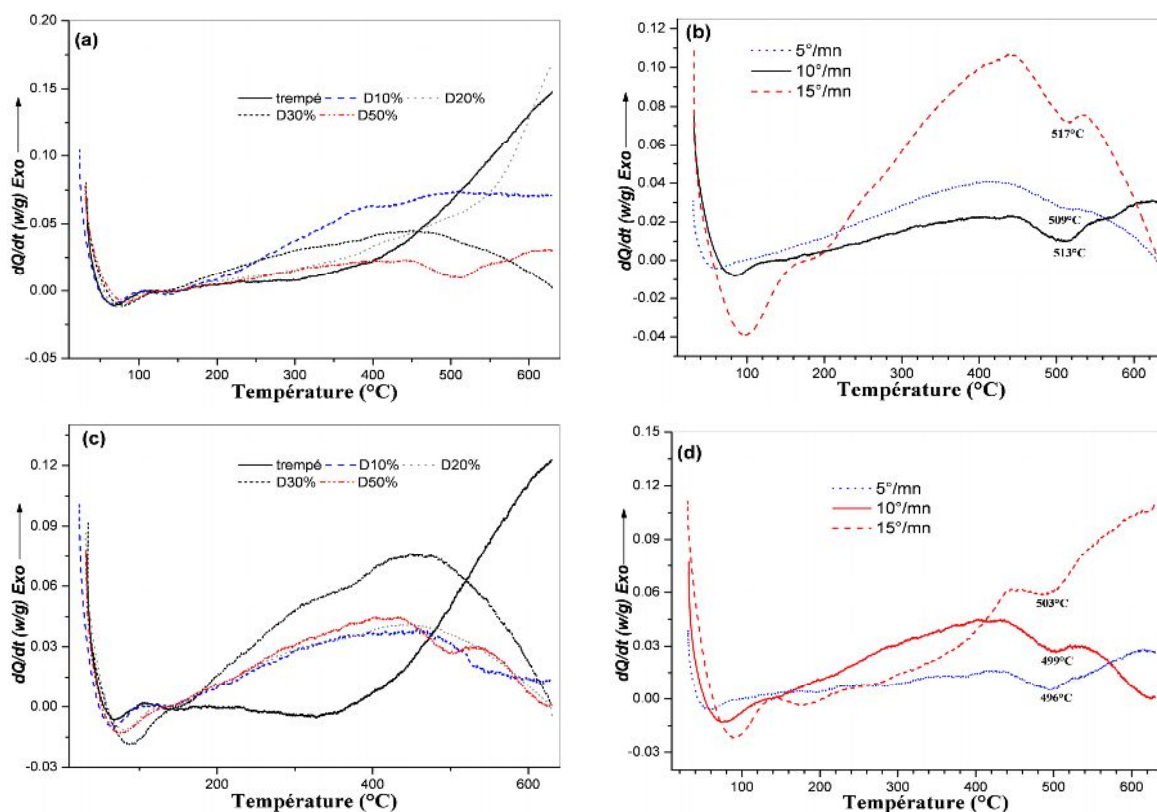 (a)
trempé D10% D20%
D30% D50%
dQ/dt (w/g) Exo
0.20
0.15
0.10
0.05
0.00
-0.05
100 200 300 400 500 600
Température (°C)
(b)
5°/mn
10°/mn
15°/mn
dQ/dt (w/g) Exo
0.10
0.08
0.06
0.04
0.02
0.00
-0.02
-0.04
517°C
509°C
513°C
100 200 300 400 500 600
Température (°C)
(c)
trempé D10% D20%
D30% D50%
dQ/dt (w/g) Exo
0.12
0.09
0.06
0.03
0.00
-0.03
200 400 600
Température (°C)
(d)
5°/mn
10°/mn
15°/mn
dQ/dt (w/g) Exo
0.15
0.12
0.09
0.06
0.03
0.00
-0.03
503°C
499°C
496°C
100 200 300 400 500 600
Température (°C)